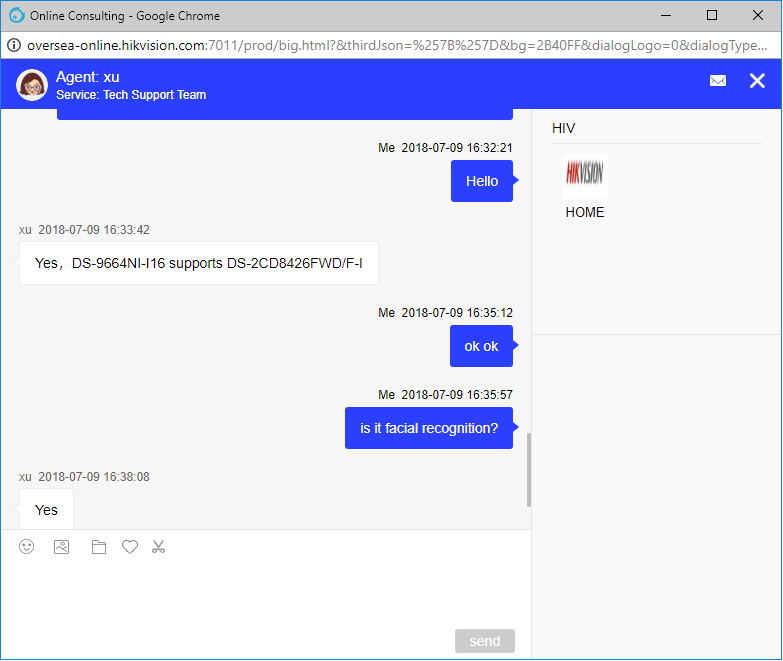 Online Consulting - Google Chrome
oversea-online.hikvision.com:7011/prod/big.html?&thirdJson=%257B%257D&bg=2B40FF&dialogLogo=0&dialogType...
Agent: xu
Service: Tech Support Team
Me 2018-07-09 16:32:21
Hello
xu 2018-07-09 16:33:42
Yes，DS-9664NI-I16 supports DS-2CD8426FWD/F-I
Me 2018-07-09 16:35:12
ok ok
Me 2018-07-09 16:35:57
is it facial recognition?
xu 2018-07-09 16:38:08
Yes
send
HIV
HIKVISION
HOME